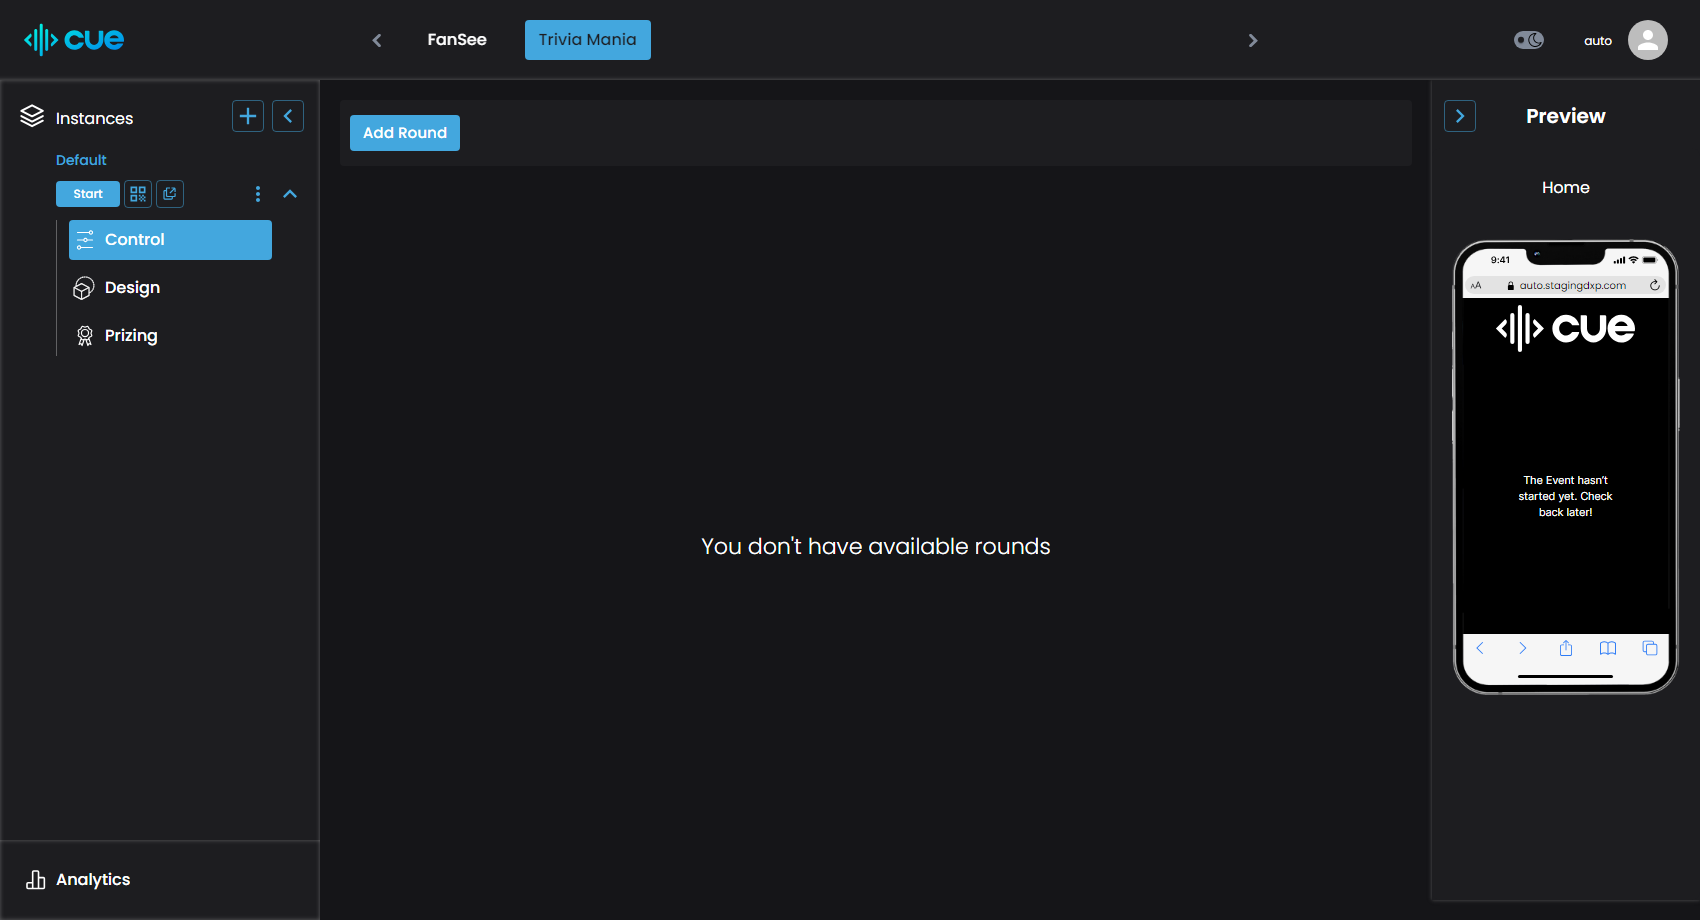 cue
FanSee
Trivia Mania
auto
Instances
Default
Start
Control
Design
Prizing
Analytics
Add Round
You don't have available rounds
Preview
Home
9:41
AA auto.stagingdxp.com
cue
The Event hasn't
started yet. Check
back later!